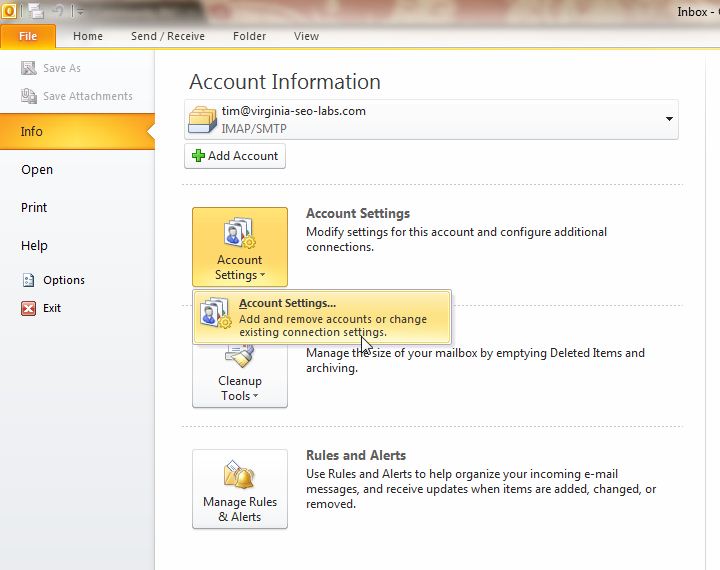 Inbox -
File
Home
Send / Receive
Folder
View
Save As
Save Attachments
Info
Open
Print
Help
Options
Exit
Account Information
tim@virginia-seo-labs.com
IMAP/SMTP
Add Account
Account
Settings
Account Settings
Modify settings for this account and configure additional
connections.
Account Settings...
Add and remove accounts or change
existing connection settings.
Cleanup
Tools
Manage the size of your mailbox by emptying Deleted Items and
archiving.
Manage Rules
& Alerts
Rules and Alerts
Use Rules and Alerts to help organize your incoming e-mail
messages, and receive updates when items are added, changed, or
removed.